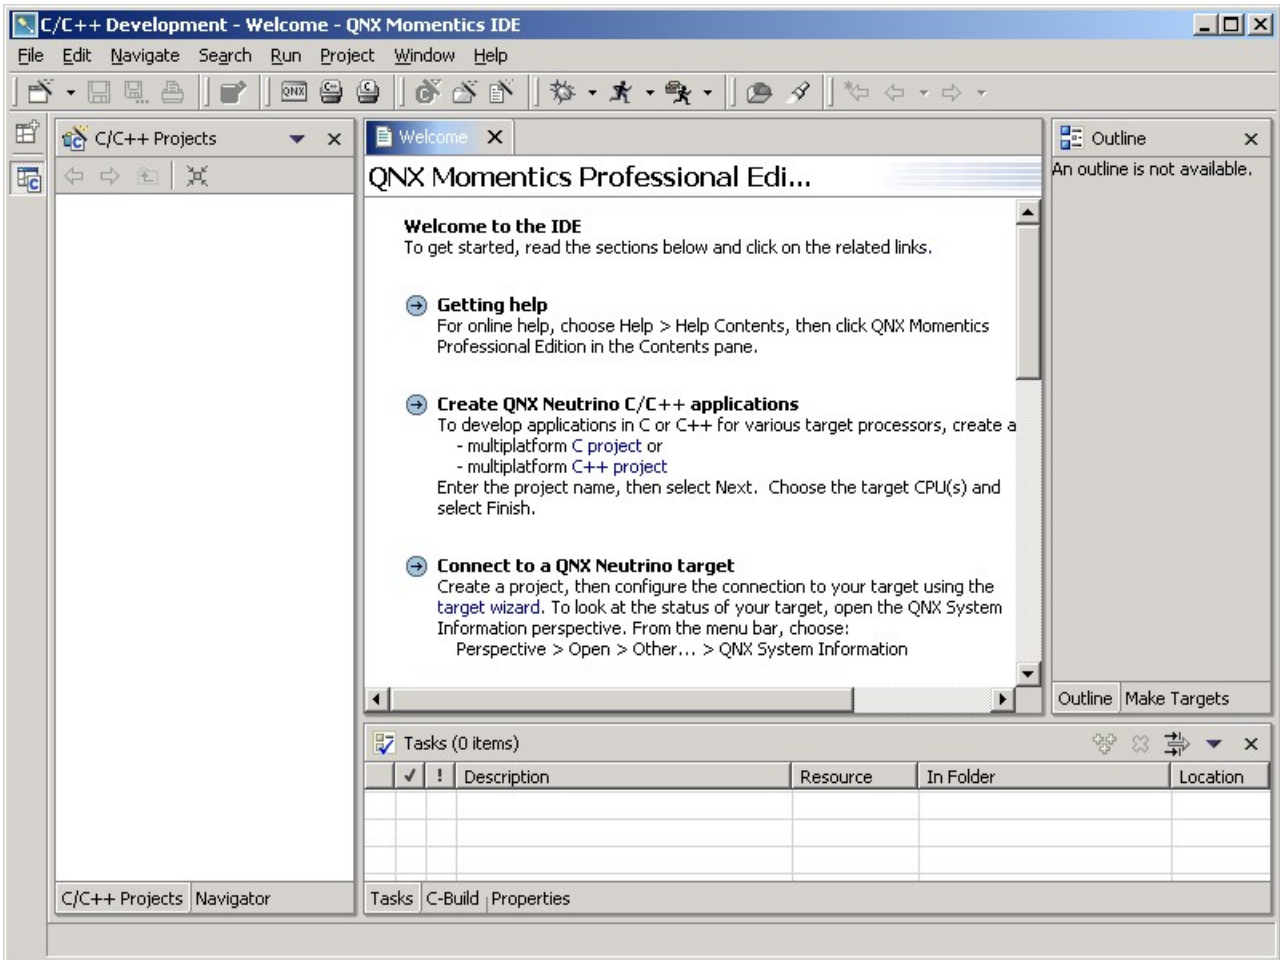 C/C++ Development - Welcome - QNX Momentics IDE
File Edit Navigate Search Run Project Window Help
QNX
C/C++ Projects
Welcome
Outline
An outline is not available.
QNX Momentics Professional Edi...
Welcome to the IDE
To get started, read the sections below and click on the related links.
Getting help
For online help, choose Help > Help Contents, then click QNX Momentics
Professional Edition in the Contents pane.
Create QNX Neutrino C/C++ applications
To develop applications in C or C++ for various target processors, create a
- multiplatform C project or
- multiplatform C++ project
Enter the project name, then select Next. Choose the target CPU(s) and
select Finish.
Connect to a QNX Neutrino target
Create a project, then configure the connection to your target using the
target wizard. To look at the status of your target, open the QNX System
Information perspective. From the menu bar, choose:
Perspective > Open > Other... > QNX System Information
Outline Make Targets
Tasks (0 items)
! Description Resource In Folder Location
C/C++ Projects Navigator
Tasks C-Build Properties